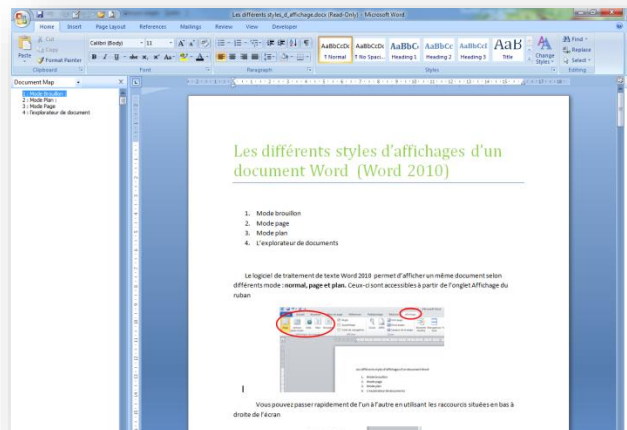 Les différents styles_d_affichage.docx (Read-Only) - Microsoft Word
Home Insert Page Layout References Mailings Review View Developer
Cut
Copy
Format Painter
Paste
Clipboard
Calibri (Body) 11
Font
Paragraph
AaBbCcDc AaBbCcDc AaBbC AaBbCc AaBbCcI AaB
¶ Normal ¶ No Spaci... Heading 1 Heading 2 Heading 3 Title
Change Styles
Styles
Find
Replace
Select
Editing
Document Map
1 : Mode Brouillon :
2 : Mode Plan :
3 : Mode Page
4 : l'explorateur de document
Les différents styles d'affichages d'un
document Word (Word 2010)
1. Mode brouillon
2. Mode page
3. Mode plan
4. L'explorateur de documents
Le logiciel de traitement de texte Word 2010 permet d'afficher un même document selon
différents mode : normal, page et plan. Ceux-ci sont accessibles à partir de l'onglet Affichage du
ruban
Vous pouvez passer rapidement de l'un à l'autre en utilisant les raccourcis situées en bas à
droite de l'écran